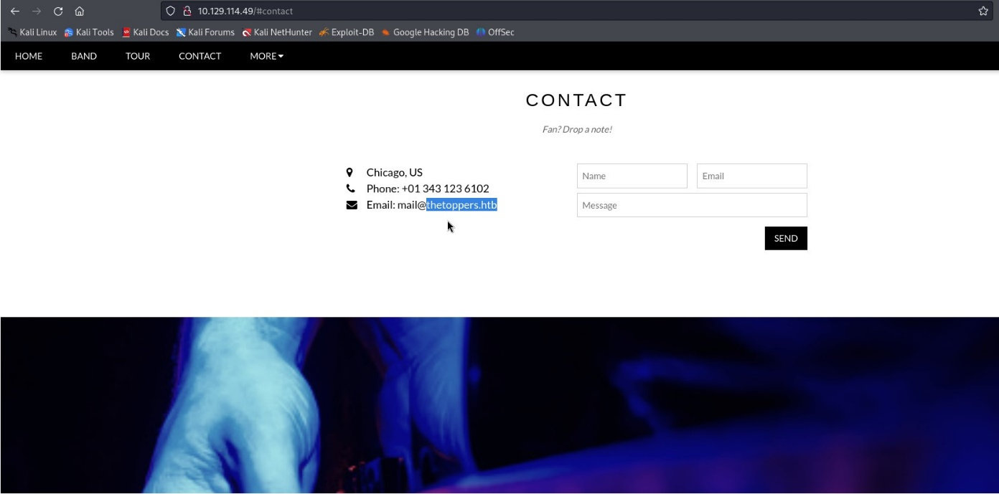 10.129.114.49/#contact
Kali Linux Kali Tools Kali Docs Kali Forums Kali NetHunter Exploit-DB Google Hacking DB OffSec
HOME BAND TOUR CONTACT MORE
CONTACT
Fan? Drop a note!
Chicago, US
Phone: +01 343 123 6102
Email: mail@thetoppers.htb
Name Email
Message
SEND